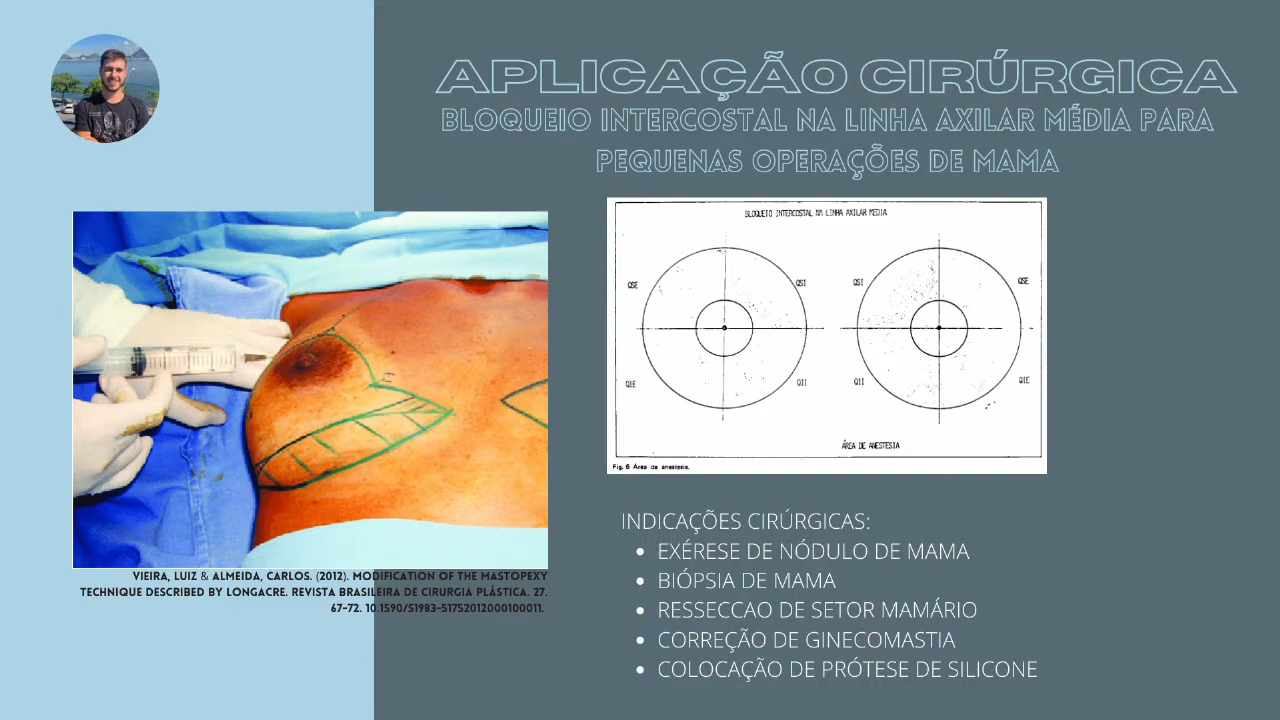 APLICAÇÃO CIRÚRGICA
BLOQUEIO INTERCOSTAL NA LINHA AXILAR MÉDIA PARA
PEQUENAS OPERAÇÕES DE MAMA
BLOQUEIO INTERCOSTAL NA LINHA AXILAR MEDIA
QSE
QSI
QSI
QSE
QIE
QII
QII
QIE
ÁREA DE ANESTESIA
Fig. 6 Área de anestesia.
VIEIRA, LUIZ & ALMEIDA, CARLOS. (2012). MODIFICATION OF THE MASTOPEXY
TECHNIQUE DESCRIBED BY LONGACRE. REVISTA BRASILEIRA DE CIRURGIA PLÁSTICA. 27.
67-72. 10.1590/S1983-51752012000100011.
INDICAÇÕES CIRÚRGICAS:
• EXÉRESE DE NÓDULO DE MAMA
• BIÓPSIA DE MAMA
• RESSECCAO DE SETOR MAMÁRIO
• CORREÇÃO DE GINECOMASTIA
• COLOCAÇÃO DE PRÓTESE DE SILICONE